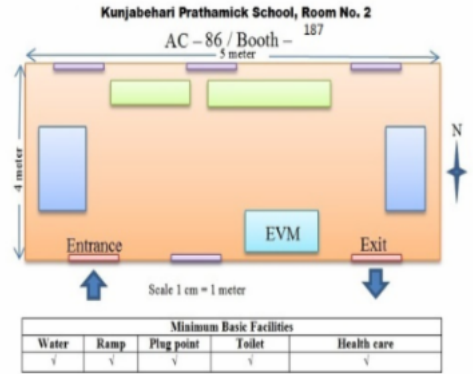 Kunjabehari Prathamick School, Room No. 2
AC – 86 / Booth – 187
5 meter
4 meter
N
EVM
Entrance
Exit
Scale 1 cm = 1 meter
Minimum Basic Facilities
Water Ramp Plug point Toilet Health care
√ √ √ √ √